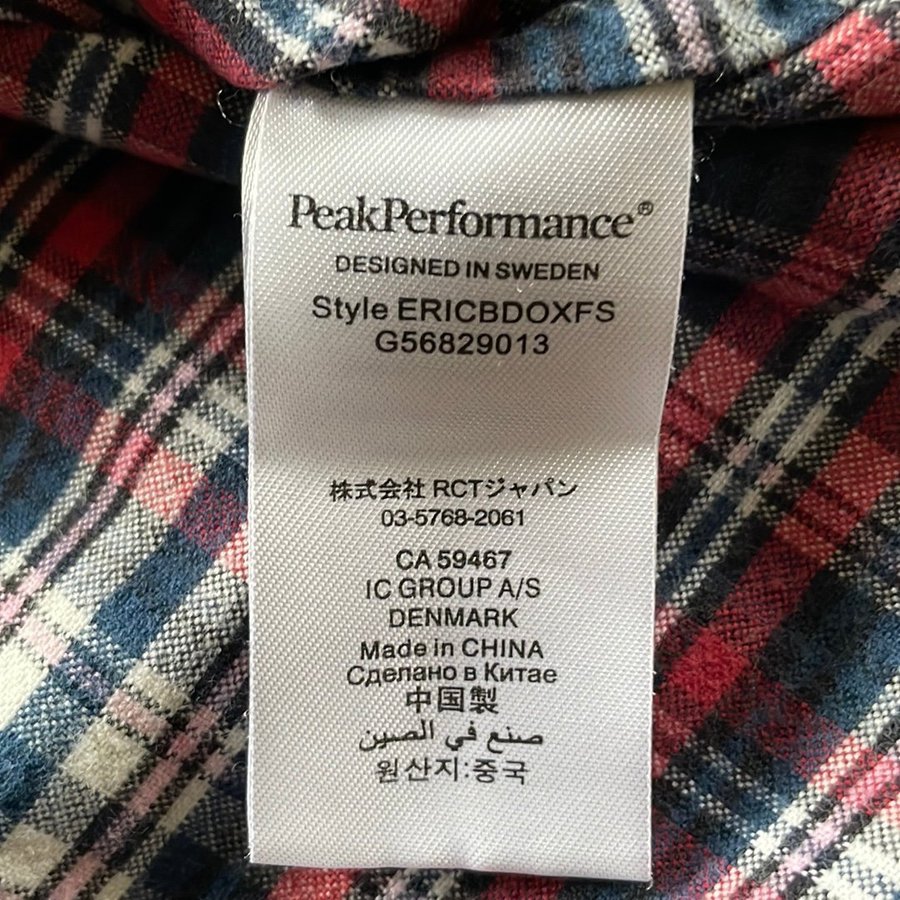 PeakPerformance®
DESIGNED IN SWEDEN
Style ERICBDOXFS
G56829013
株式会社 RCTジャパン
03-5768-2061
CA 59467
IC GROUP A/S
DENMARK
Made in CHINA
Сделано в Китае
中国製
صنع في الصين
원산지:중국